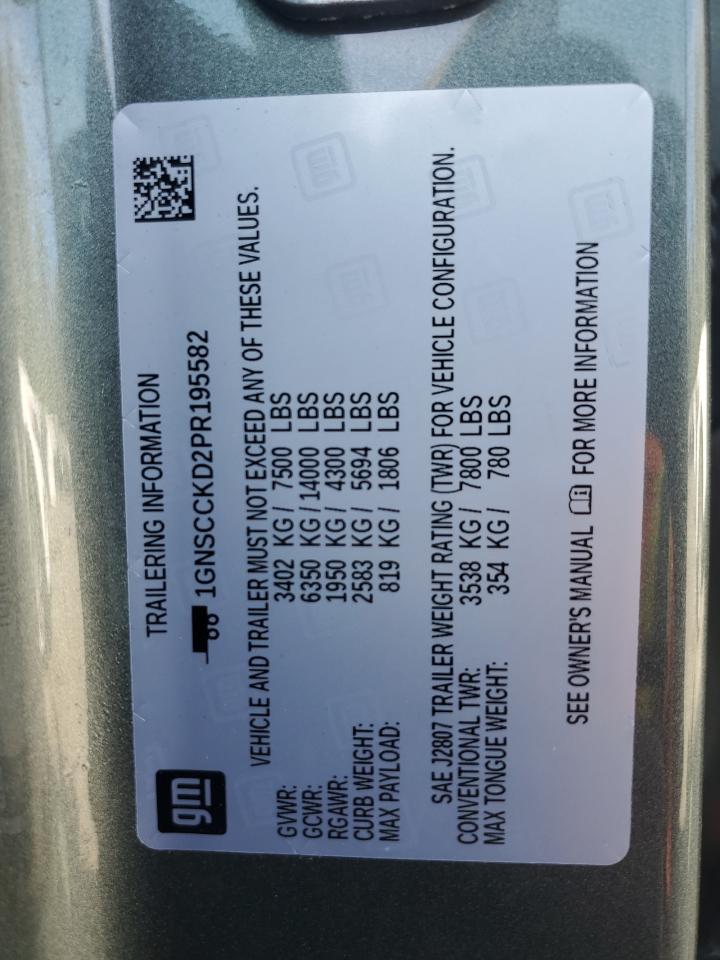 gm
TRAILERING INFORMATION
1GNSCCKD2PR195582
VEHICLE AND TRAILER MUST NOT EXCEED ANY OF THESE VALUES.
GVWR: 3402 KG / 7500 LBS
GCWR: 6350 KG / 14000 LBS
RGAWR: 1950 KG / 4300 LBS
CURB WEIGHT: 2583 KG / 5694 LBS
MAX PAYLOAD: 819 KG / 1806 LBS
SAE J2807 TRAILER WEIGHT RATING (TWR) FOR VEHICLE CONFIGURATION.
CONVENTIONAL TWR: 3538 KG / 7800 LBS
MAX TONGUE WEIGHT: 354 KG / 780 LBS
SEE OWNER'S MANUAL FOR MORE INFORMATION